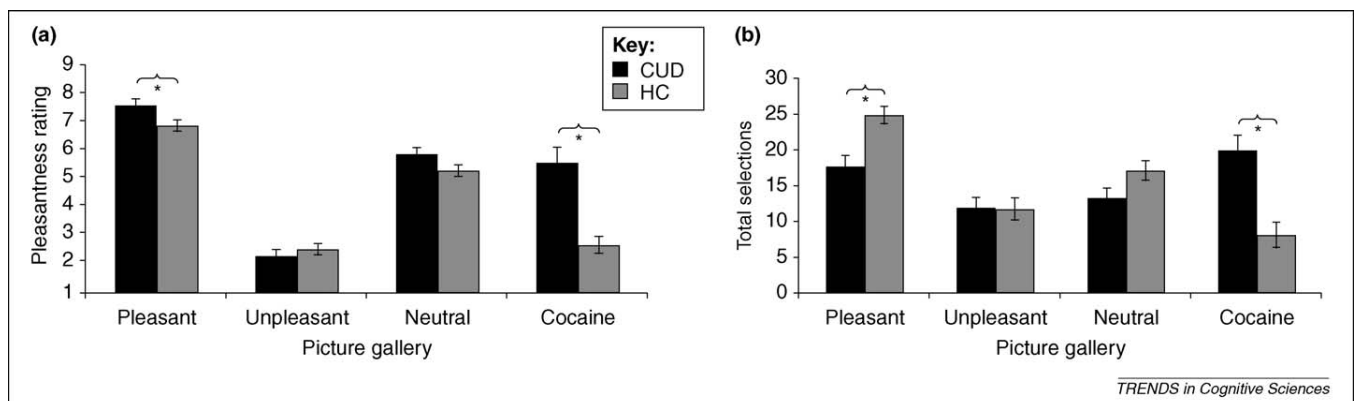 (a)
Pleasantness rating
9
8
7
6
5
3
2
1
*
*
Pleasant Unpleasant Neutral Cocaine
Picture gallery
Key:
CUD
HC
(b)
Total selections
30
25
20
15
10
5
0
*
*
Pleasant Unpleasant Neutral Cocaine
Picture gallery
TRENDS in Cognitive Sciences